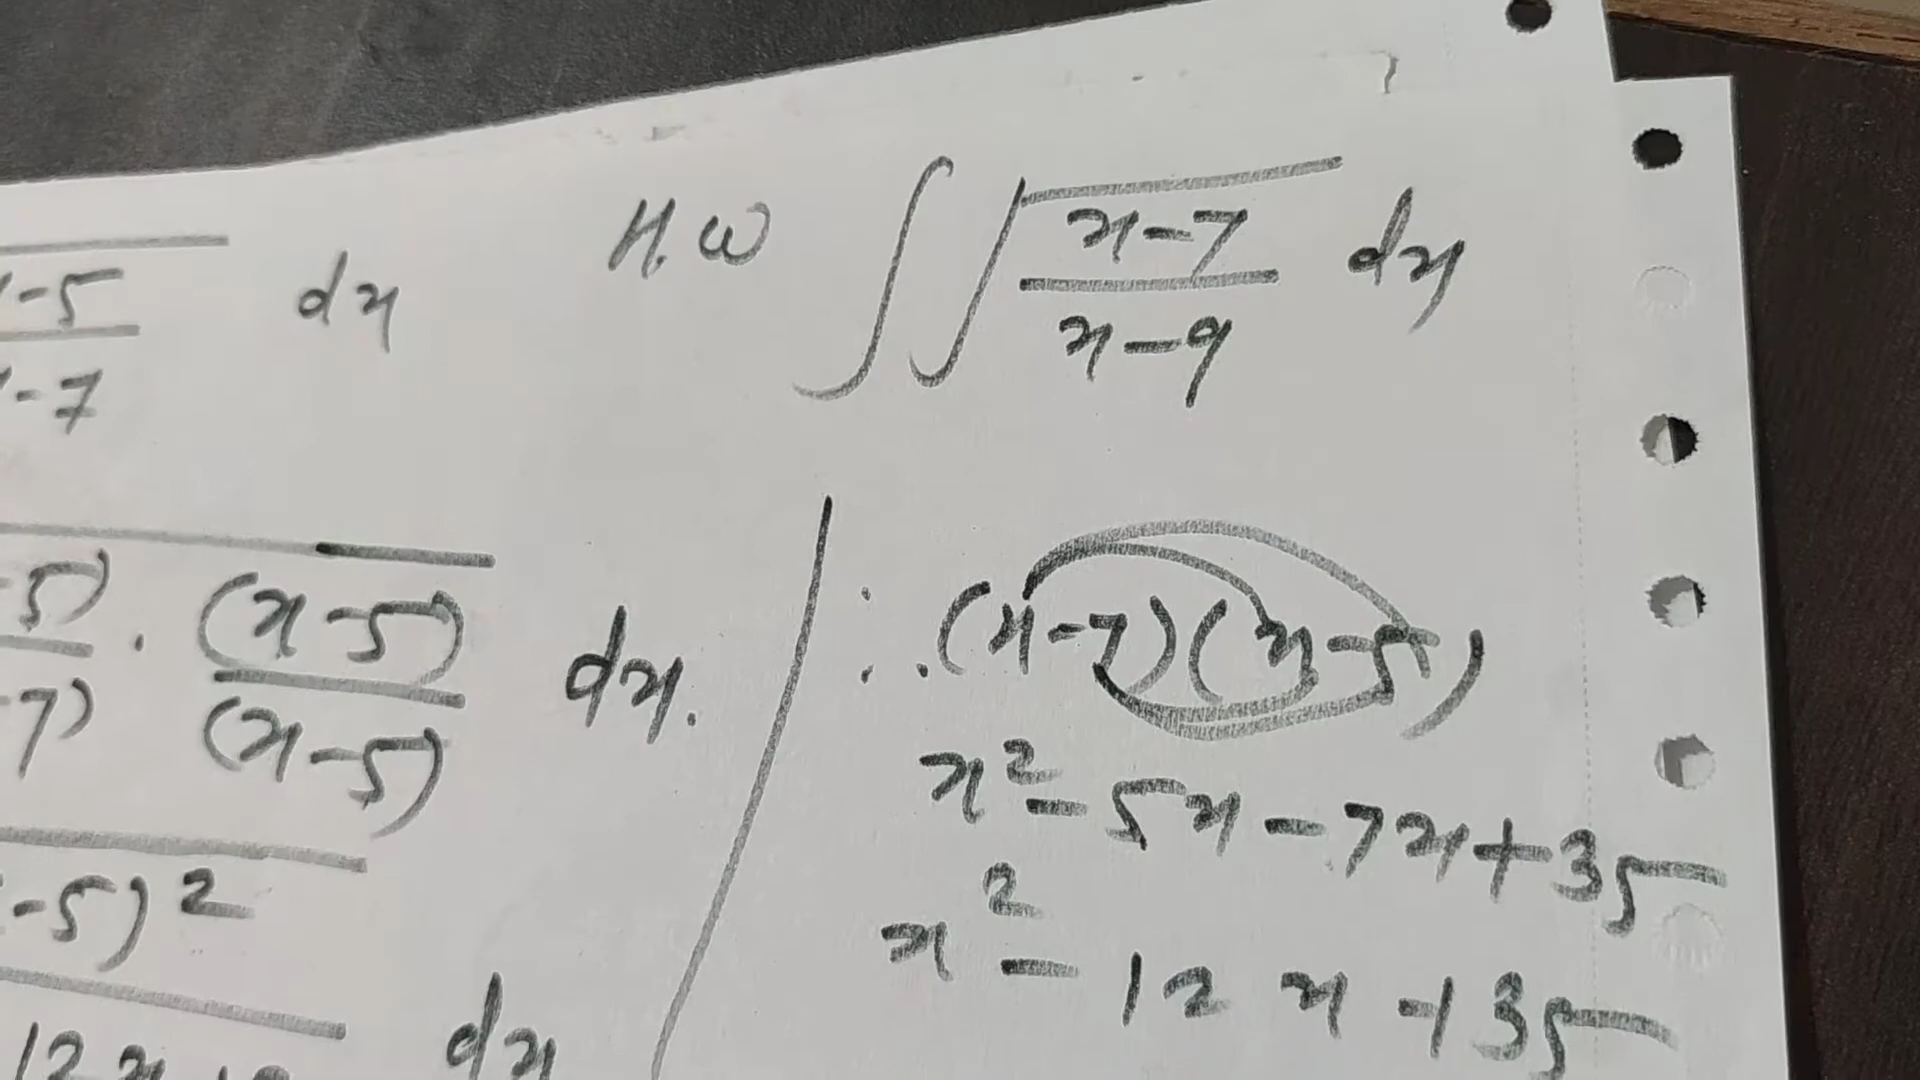 -5 / -7 dx
H.W ∫√(x-7 / x-9) dx
-5) / -7) . (x-5) / (x-5) dx.
∴ (x-7)(x-5)
x² - 5x - 7x + 35
-5)²
x² - 12x + 35
12x dx